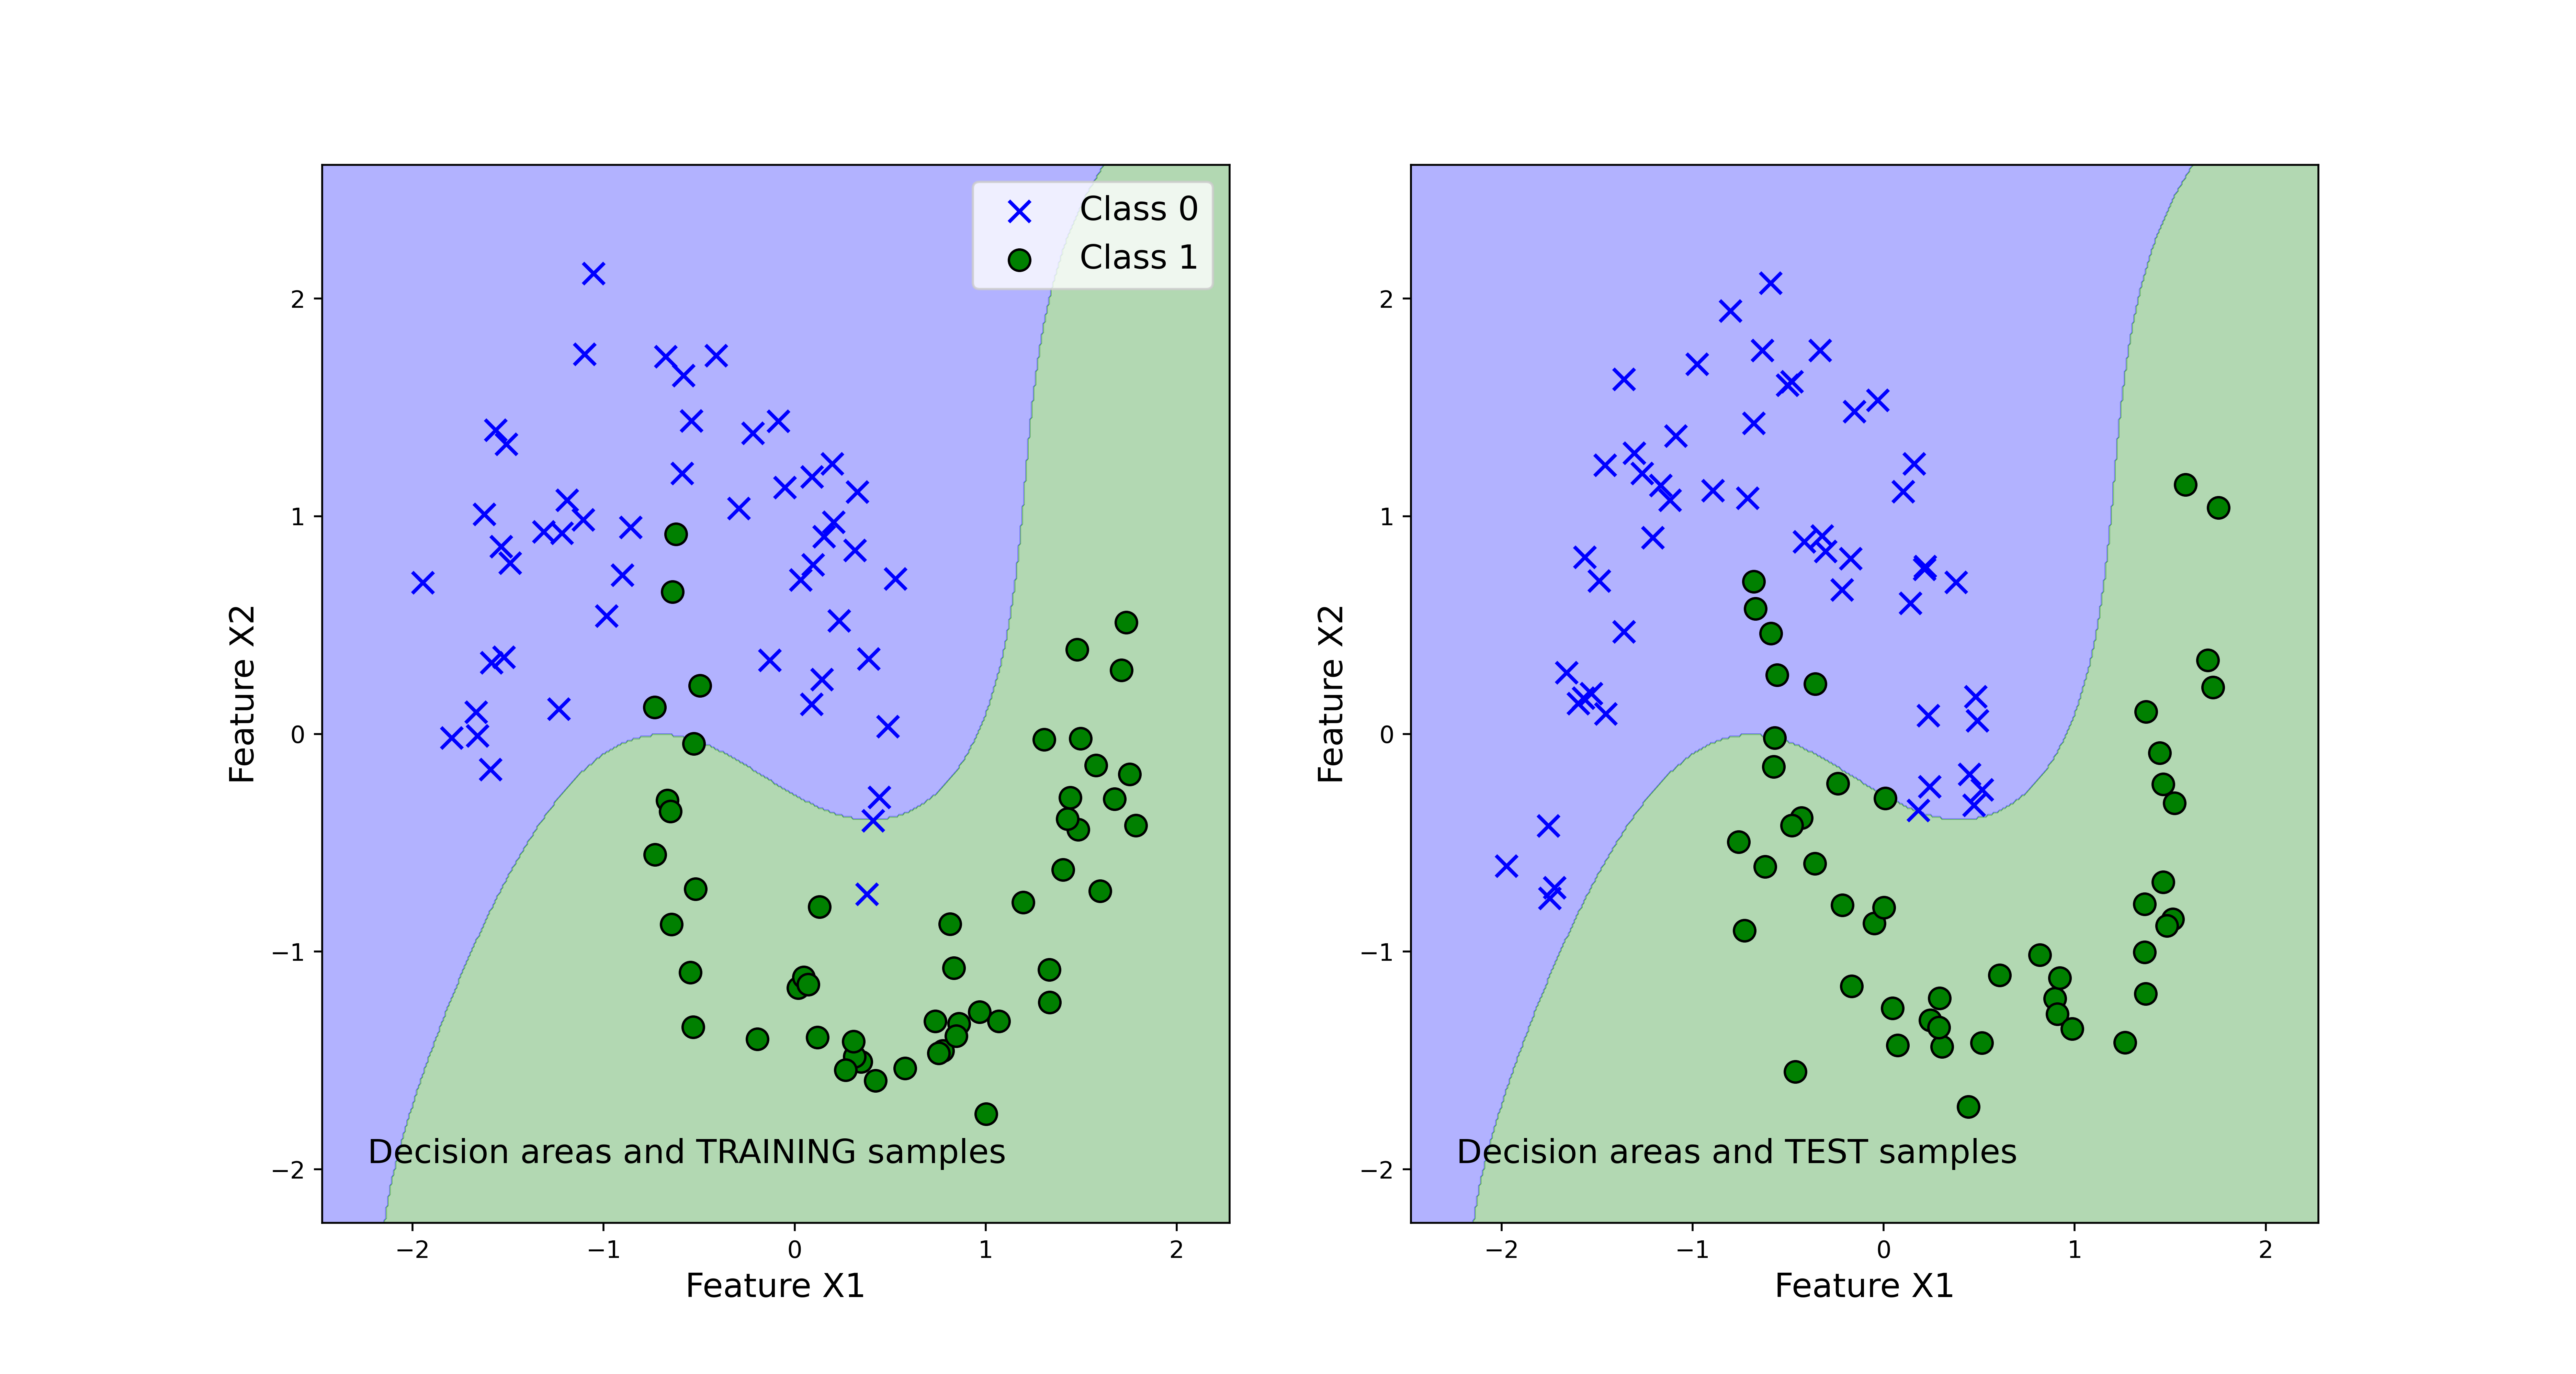 Class 0
Class 1
2
1
0
−1
−2
Feature X2
Decision areas and TRAINING samples
−2 −1 0 1 2
Feature X1
2
1
0
−1
−2
Feature X2
Decision areas and TEST samples
−2 −1 0 1 2
Feature X1